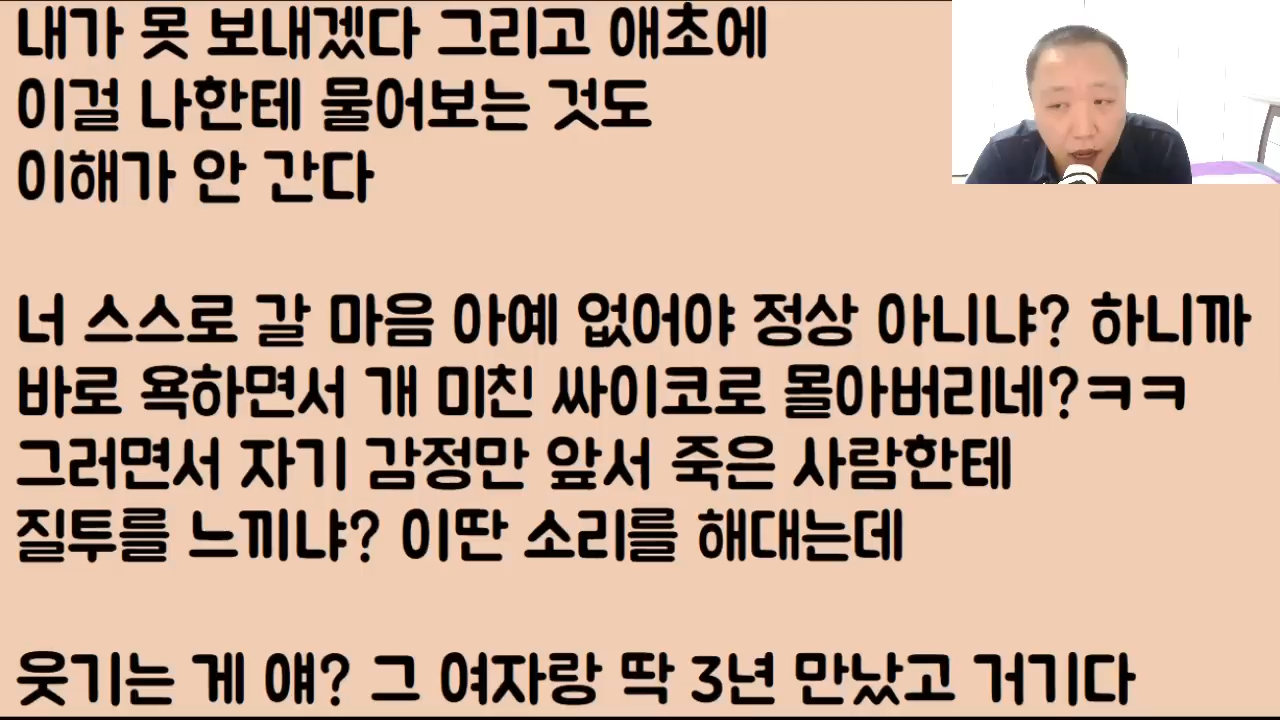 내가 못 보내겠다 그리고 애초에
이걸 나한테 물어보는 것도
이해가 안 간다
너 스스로 갈 마음 아예 없어야 정상 아니냐? 하니까
바로 욕하면서 개 미친 싸이코로 몰아버리네?ㅋㅋ
그러면서 자기 감정만 앞서 죽은 사람한테
질투를 느끼냐? 이딴 소리를 해대는데
웃기는 게 얘? 그 여자랑 딱 3년 만났고 거기다